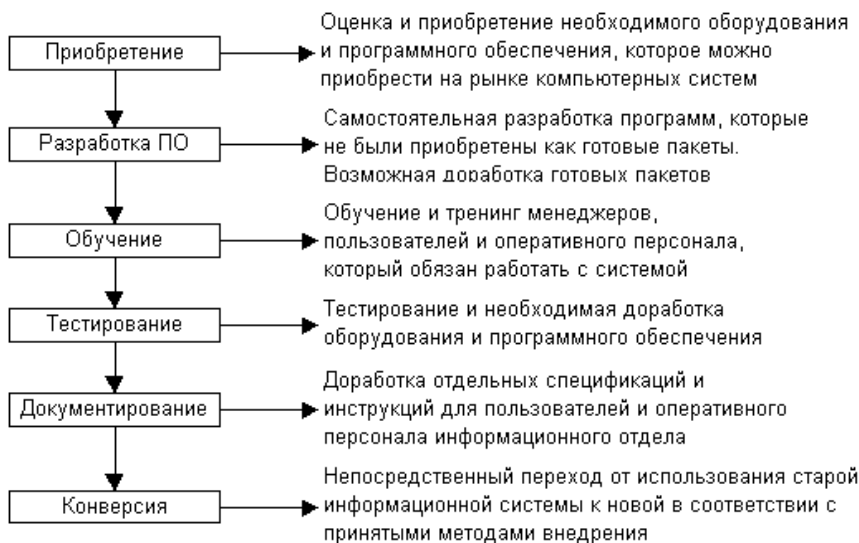 Приобретение
Оценка и приобретение необходимого оборудования
и программного обеспечения, которое можно
приобрести на рынке компьютерных систем
Разработка ПО
Самостоятельная разработка программ, которые
не были приобретены как готовые пакеты.
Возможная доработка готовых пакетов
Обучение
Обучение и тренинг менеджеров,
пользователей и оперативного персонала,
который обязан работать с системой
Тестирование
Тестирование и необходимая доработка
оборудования и программного обеспечения
Документирование
Доработка отдельных спецификаций и
инструкций для пользователей и оперативного
персонала информационного отдела
Конверсия
Непосредственный переход от использования старой
информационной системы к новой в соответствии с
принятыми методами внедрения